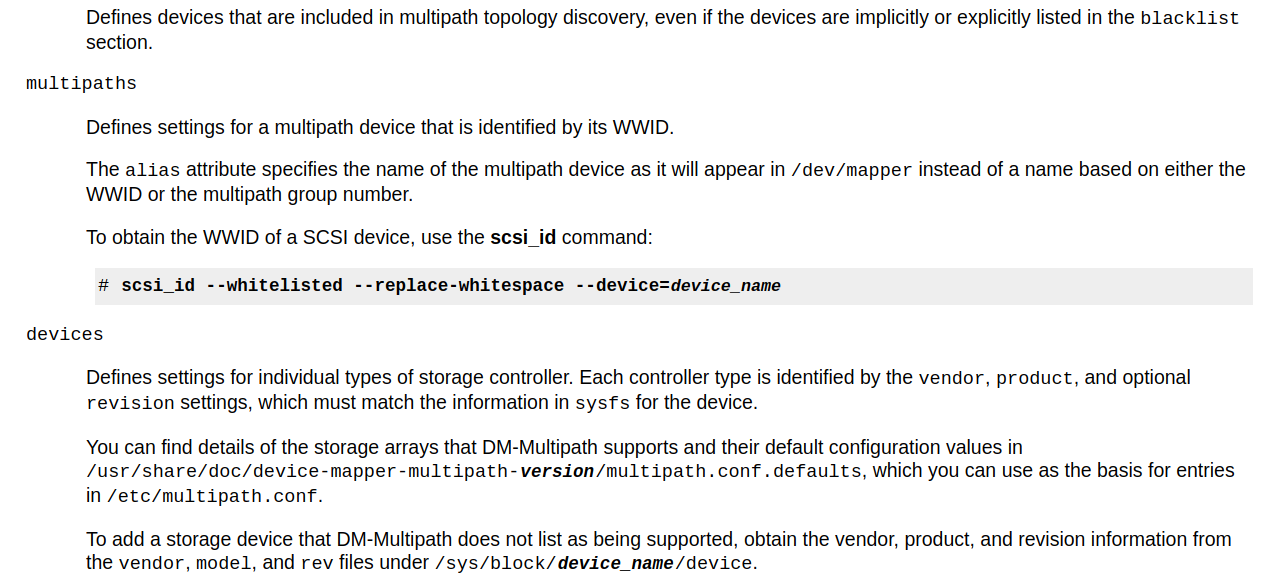 Defines devices that are included in multipath topology discovery, even if the devices are implicitly or explicitly listed in the blacklist
section.
multipaths
Defines settings for a multipath device that is identified by its WWID.
The alias attribute specifies the name of the multipath device as it will appear in /dev/mapper instead of a name based on either the
WWID or the multipath group number.
To obtain the WWID of a SCSI device, use the scsi_id command:
# scsi_id --whitelisted --replace-whitespace --device=device_name
devices
Defines settings for individual types of storage controller. Each controller type is identified by the vendor, product, and optional
revision settings, which must match the information in sysfs for the device.
You can find details of the storage arrays that DM-Multipath supports and their default configuration values in
/usr/share/doc/device-mapper-multipath-version/multipath.conf.defaults, which you can use as the basis for entries
in /etc/multipath.conf.
To add a storage device that DM-Multipath does not list as being supported, obtain the vendor, product, and revision information from
the vendor, model, and rev files under /sys/block/device_name/device.